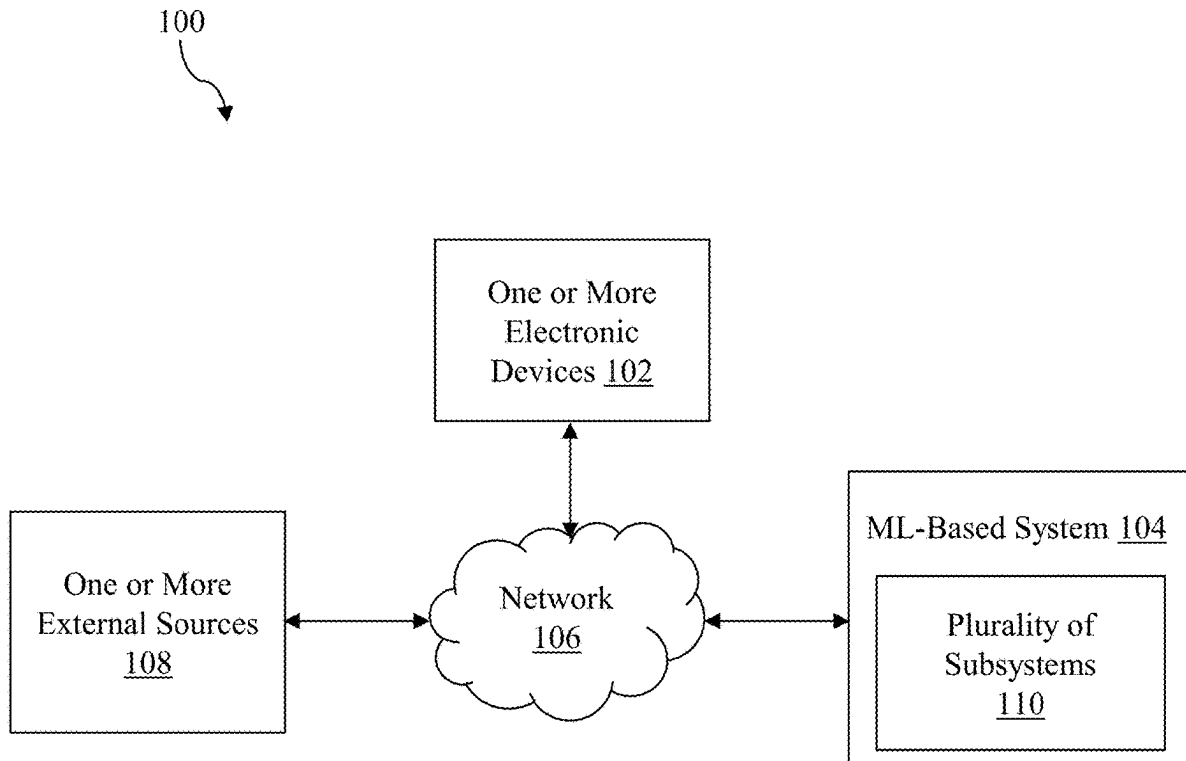 100
One or More
Electronic
Devices 102
ML-Based System 104
One or More
External Sources
108
Network
106
Plurality of
Subsystems
110